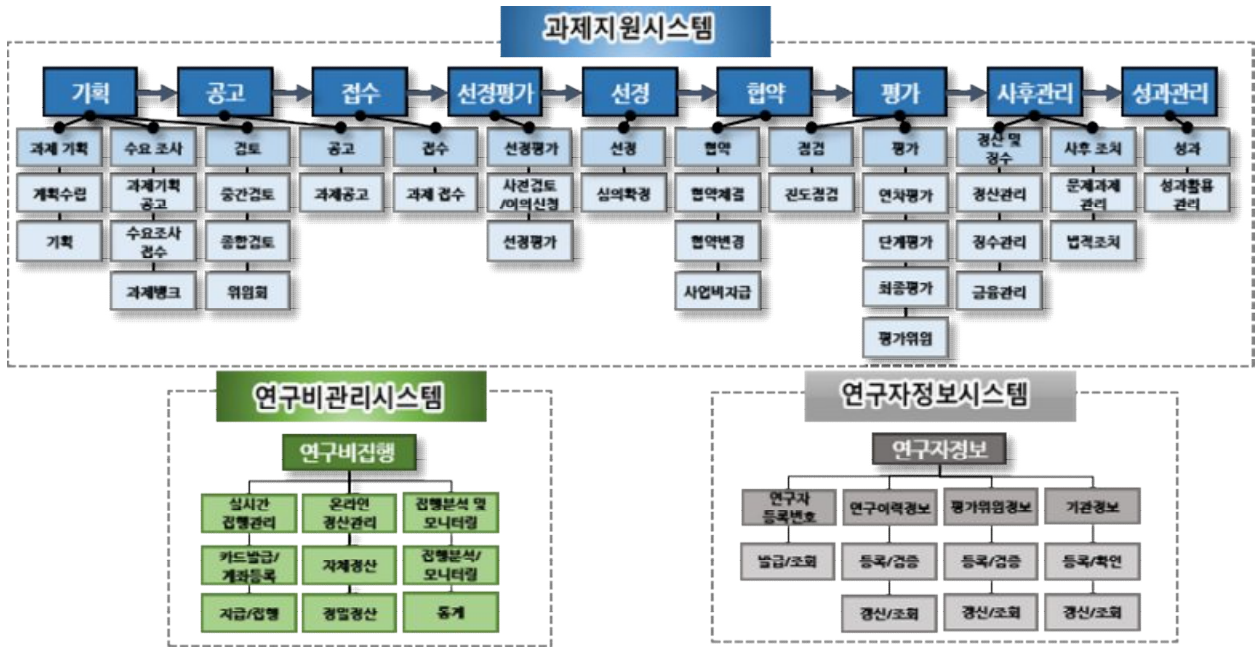 과제지원시스템
기획
공고
접수
선정평가
선정
협약
평가
사후관리
성과관리
과제 기획
수요 조사
검토
공고
접수
선정평가
선정
협약
점검
평가
정산 및
징수
사후 조치
성과
계획수립
과제기획
공고
중간검토
과제공고
과제 접수
사전검토
/이의신청
심의확정
협약체결
진도점검
연차평가
정산관리
문제과제
관리
성과활용
관리
기획
수요조사
접수
종합검토
선정평가
협약변경
단계평가
징수관리
법적조치
과제뱅크
위원회
사업비지급
최종평가
금융관리
평가위원
연구비관리시스템
연구비집행
실시간
집행관리
온라인
정산관리
집행분석 및
모니터링
카드발급/
계좌등록
자체정산
집행분석/
모니터링
지급/집행
정밀정산
통계
연구자정보시스템
연구자정보
연구자
등록번호
연구이력정보
평가위원정보
기관정보
발급/조회
등록/검증
등록/검증
등록/확인
갱신/조회
갱신/조회
갱신/조회